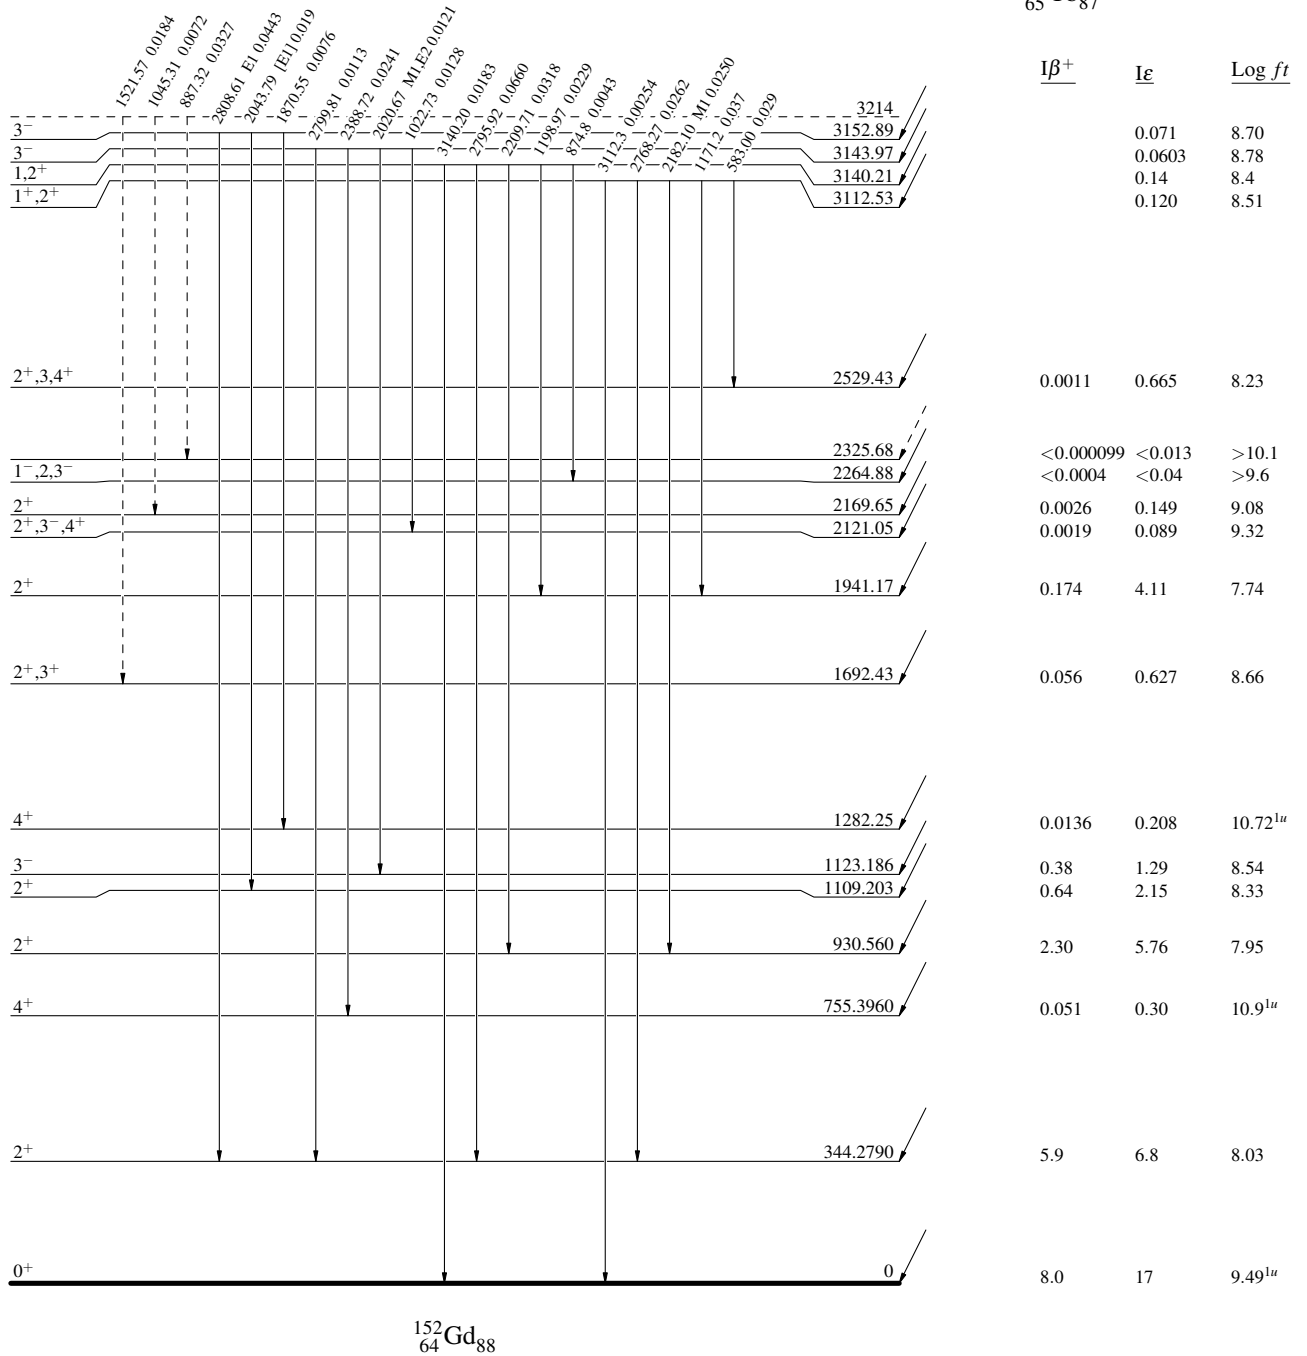 65 87
Iβ+ Iε Log ft
1521.57 0.0184
1045.31 0.0072
887.32 0.0327
2808.61 E1 0.0443
2043.79 [E1] 0.019
1870.55 0.0076
2799.81 0.0113
2388.72 0.0241
2020.67 M1,E2 0.0121
1022.73 0.0128
3140.20 0.0183
2795.92 0.0660
2209.71 0.0318
1198.97 0.0229
874.8 0.0043
3112.3 0.00254
2768.27 0.0262
2182.10 M1 0.0250
1171.2 0.037
583.00 0.029
3214
3− 3152.89 0.071 8.70
3− 3143.97 0.0603 8.78
1,2+ 3140.21 0.14 8.4
1+,2+ 3112.53 0.120 8.51
2+,3,4+ 2529.43 0.0011 0.665 8.23
2325.68 <0.000099 <0.013 >10.1
1−,2,3− 2264.88 <0.0004 <0.04 >9.6
2+ 2169.65 0.0026 0.149 9.08
2+,3−,4+ 2121.05 0.0019 0.089 9.32
2+ 1941.17 0.174 4.11 7.74
2+,3+ 1692.43 0.056 0.627 8.66
4+ 1282.25 0.0136 0.208 10.72 1u
3− 1123.186 0.38 1.29 8.54
2+ 1109.203 0.64 2.15 8.33
2+ 930.560 2.30 5.76 7.95
4+ 755.3960 0.051 0.30 10.9 1u
2+ 344.2790 5.9 6.8 8.03
0+ 0 8.0 17 9.49 1u
152 64 Gd 88